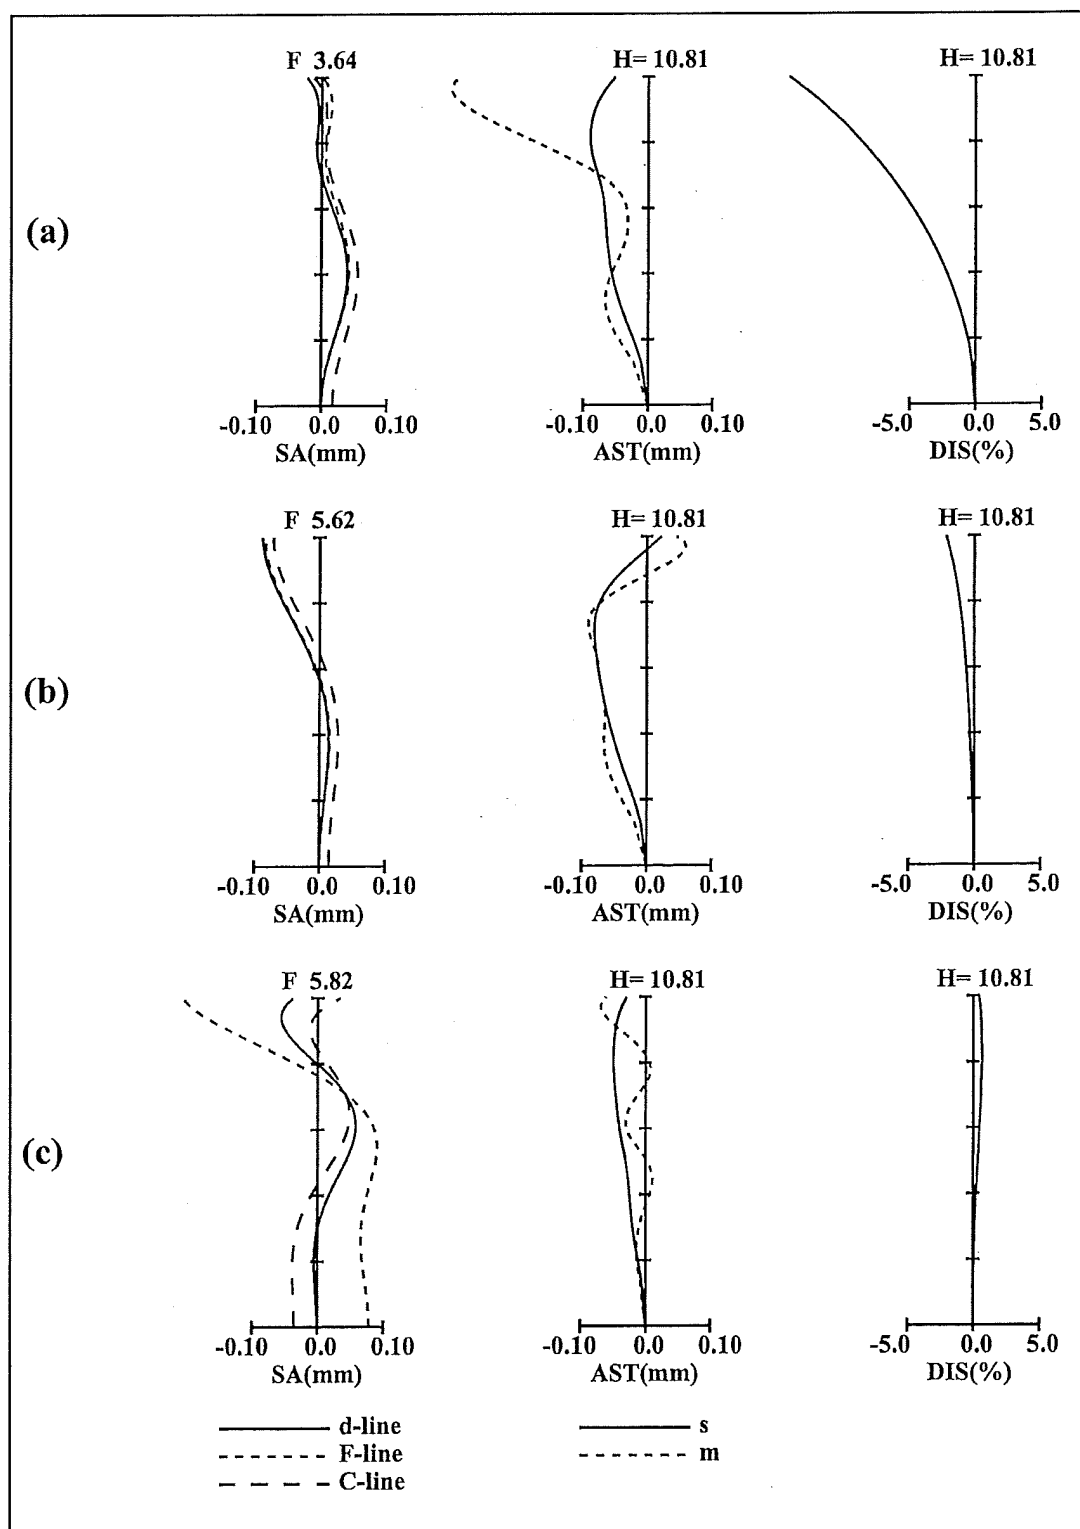 (a)
F 3.64
-0.10 0.0 0.10
SA(mm)
H= 10.81
-0.10 0.0 0.10
AST(mm)
H= 10.81
-5.0 0.0 5.0
DIS(%)
(b)
F 5.62
-0.10 0.0 0.10
SA(mm)
H= 10.81
-0.10 0.0 0.10
AST(mm)
H= 10.81
-5.0 0.0 5.0
DIS(%)
(c)
F 5.82
-0.10 0.0 0.10
SA(mm)
H= 10.81
-0.10 0.0 0.10
AST(mm)
H= 10.81
-5.0 0.0 5.0
DIS(%)
d-line
F-line
C-line
s
m